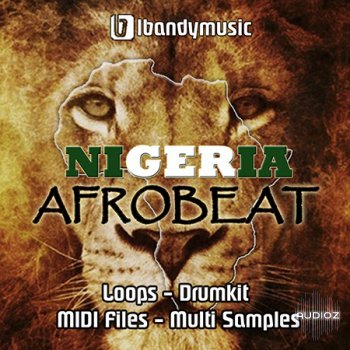 lbandymusic
NIGERIA
AFROBEAT
Loops - Drumkit
MIDI Files - Multi Samples
AUDIOZ